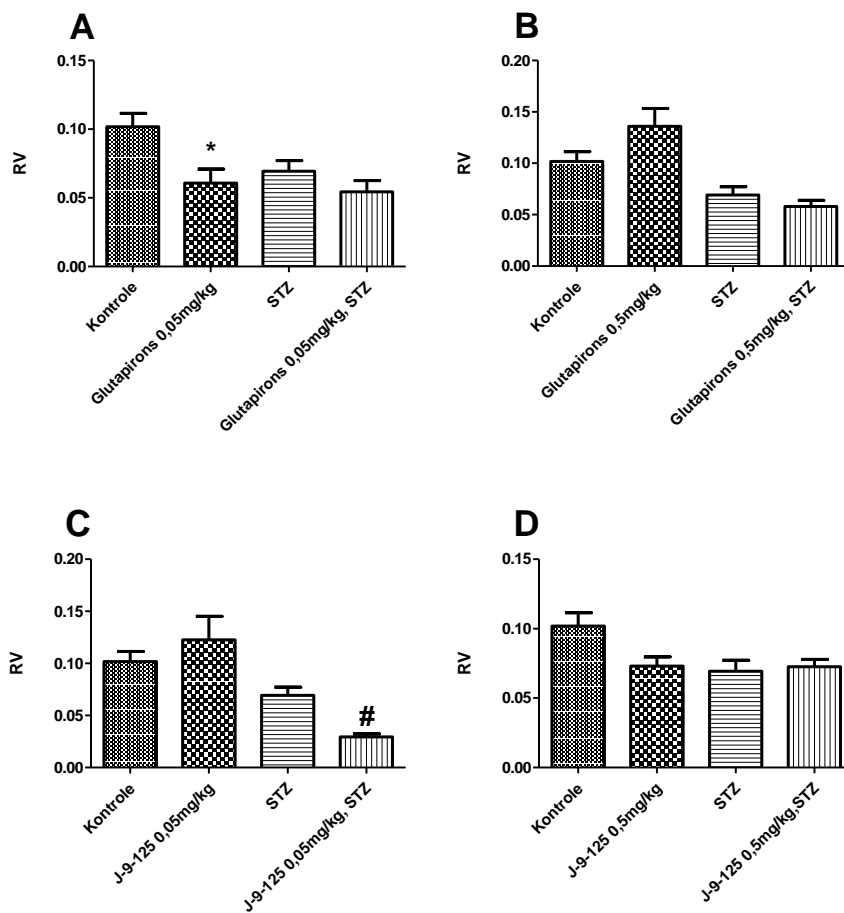 A
0.15
0.10
0.05
0.00
RV
*
Kontrole
Glutapirons 0,05mg/kg
STZ
Glutapirons 0,05mg/kg, STZ
B
0.20
0.15
0.10
0.05
0.00
RV
Kontrole
Glutapirons 0,5mg/kg
STZ
Glutapirons 0,5mg/kg, STZ
C
0.20
0.15
0.10
0.05
0.00
RV
#
Kontrole
J-9-125 0,05mg/kg
STZ
J-9-125 0,05mg/kg, STZ
D
0.15
0.10
0.05
0.00
RV
Kontrole
J-9-125 0,5mg/kg
STZ
J-9-125 0,5mg/kg,STZ